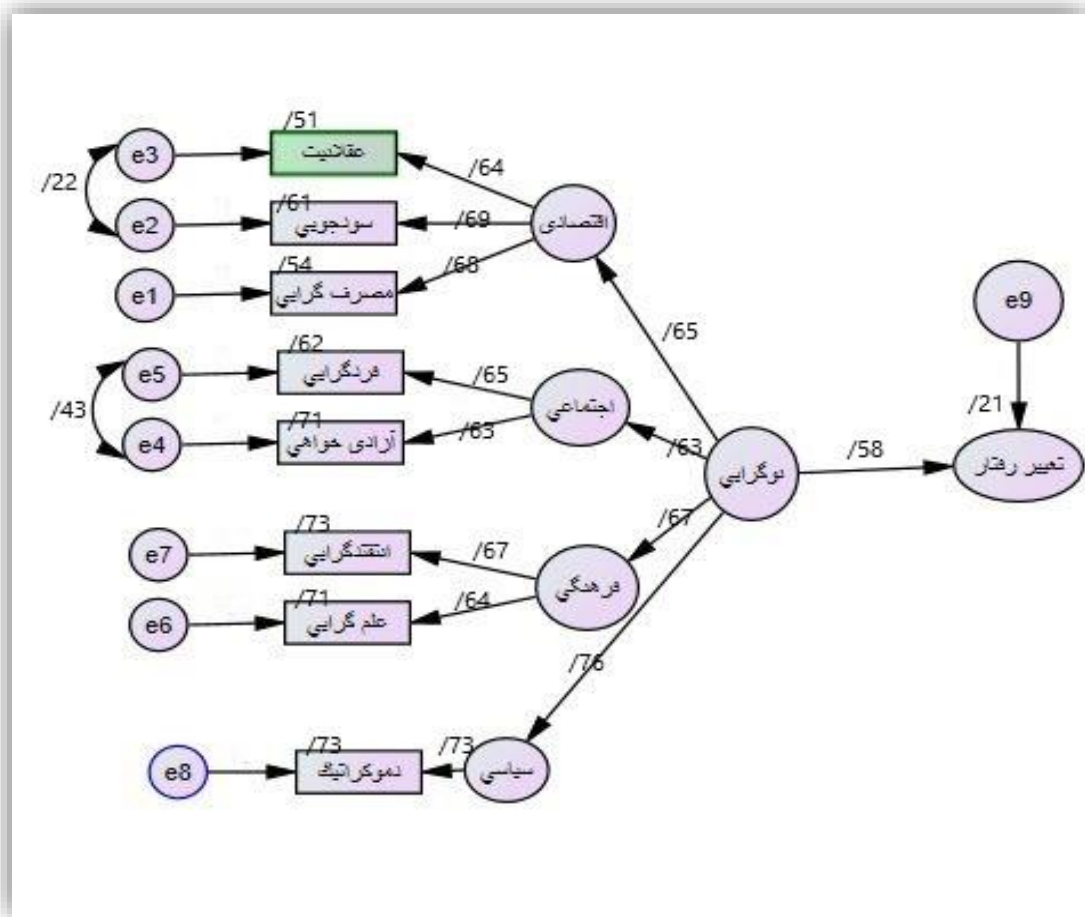 /51
e3
عقلانیت
/64
/22
/61
e2
سودجویی
/69
اقتصادی
/54
/68
e1
مصرف گرایی
e9
/65
/62
e5
فردگرایی
/65
/43
اجتماعی
/21
/71
e4
آزادی خواهی
/63
/63
/58
نوگرایی
تغییر رفتار
/73
/67
e7
انتقادگرایی
/67
فرهنگی
/71
/64
e6
علم گرایی
/76
/73
/73
e8
دموکراتیک
سیاسی